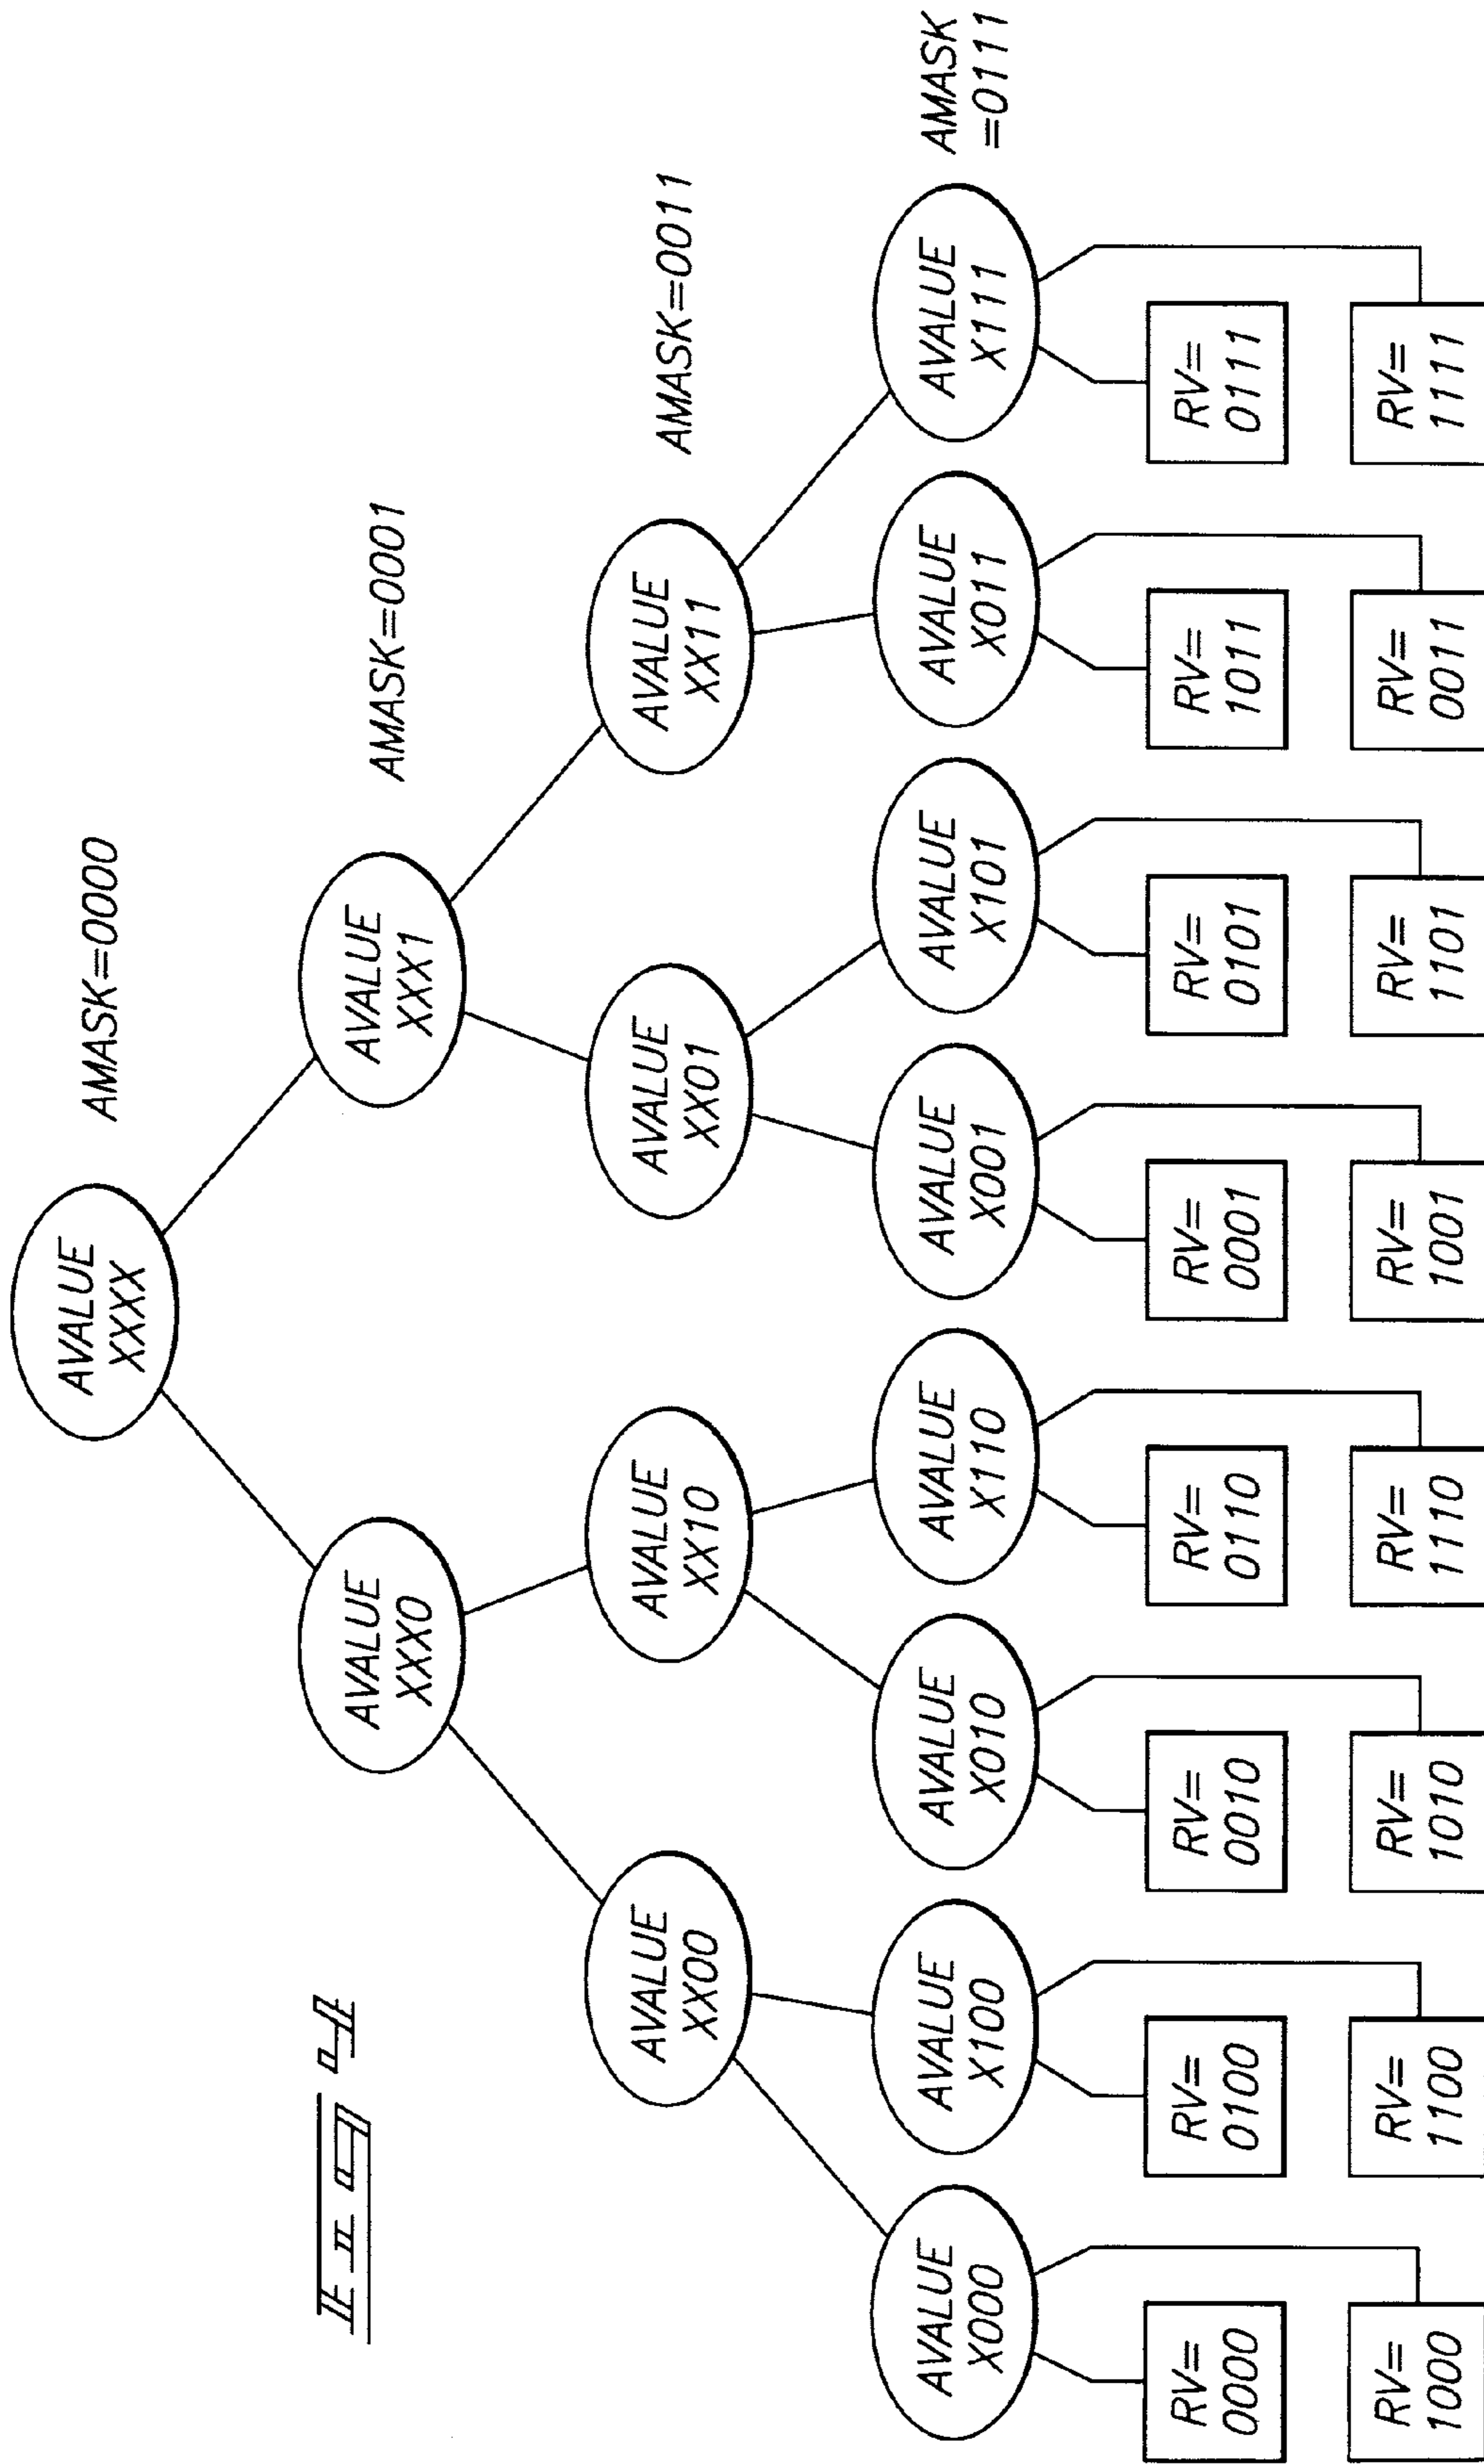 Fig 4
AVALUE
XXXX
AMASK=0000
AVALUE
XXX0
AVALUE
XXX1
AMASK=0001
AVALUE
XX00
AVALUE
XX10
AVALUE
XX01
AVALUE
XX11
AMASK=0011
AVALUE
X000
AVALUE
X100
AVALUE
X010
AVALUE
X110
AVALUE
X001
AVALUE
X101
AVALUE
X011
AVALUE
X111
AMASK
=0111
RV=
0000
RV=
0100
RV=
0010
RV=
0110
RV=
0001
RV=
0101
RV=
1011
RV=
0111
RV=
1000
RV=
1100
RV=
1010
RV=
1110
RV=
1001
RV=
1101
RV=
0011
RV=
1111